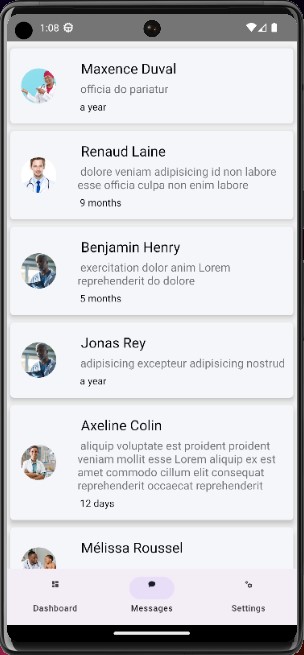 1:08
Maxence Duval
officia do pariatur
a year
Renaud Laine
dolore veniam adipisicing id non labore
esse officia culpa non enim labore
9 months
Benjamin Henry
exercitation dolor anim Lorem
reprehenderit do dolore
5 months
Jonas Rey
adipisicing excepteur adipisicing nostrud
a year
Axeline Colin
aliquip voluptate est proident proident
veniam mollit esse Lorem aliquip ex est
amet commodo cillum elit consequat
reprehenderit occaecat reprehenderit
12 days
Mélissa Roussel
Dashboard
Messages
Settings